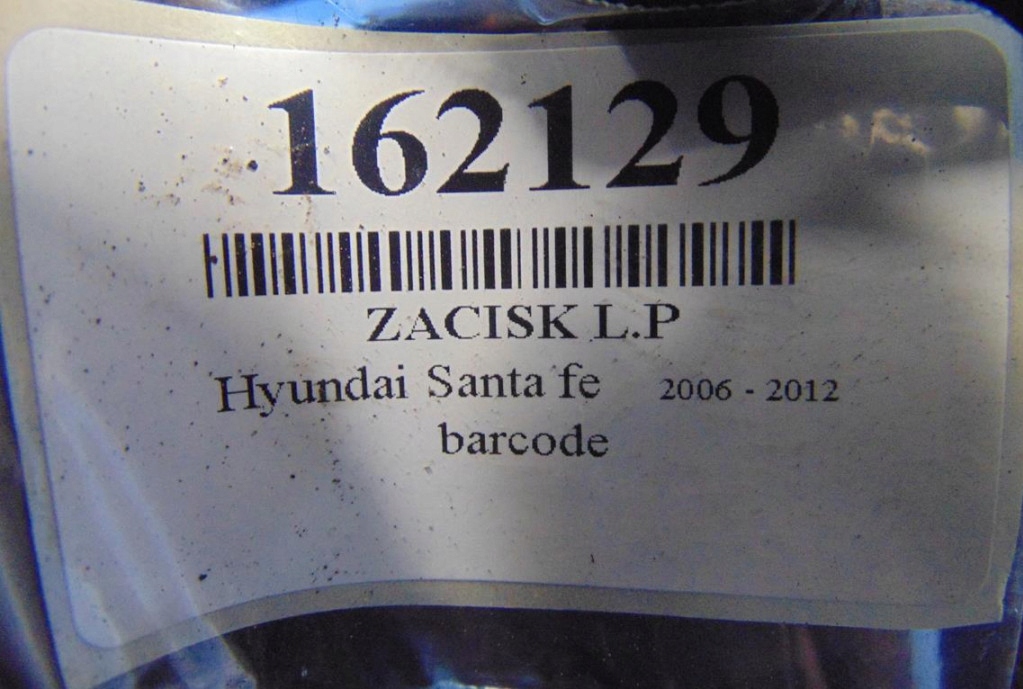 162129
ZACISK L.P
Hyundai Santa fe 2006 - 2012
barcode